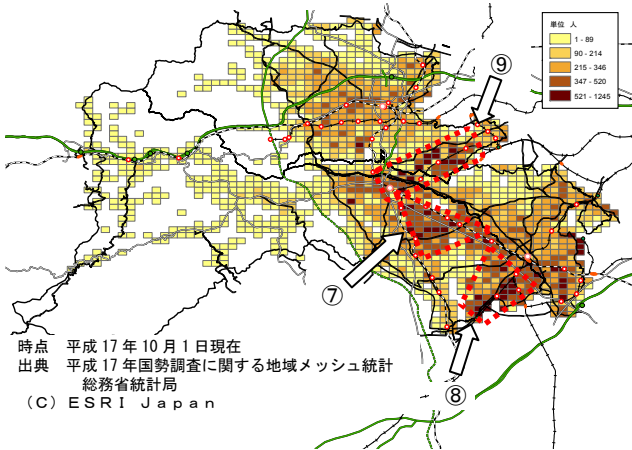 単位 人
1 - 89
90 - 214
215 - 346
347 - 520
521 - 1245
⑨
⑦
⑧
時点 平成 17 年 10 月 1 日現在
出典 平成 17 年国勢調査に関する地域メッシュ統計
総務省統計局
(C) ESRI Japan